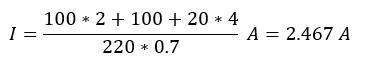 I = (100 * 2 + 100 + 20 * 4) / (220 * 0.7) A = 2.467 A